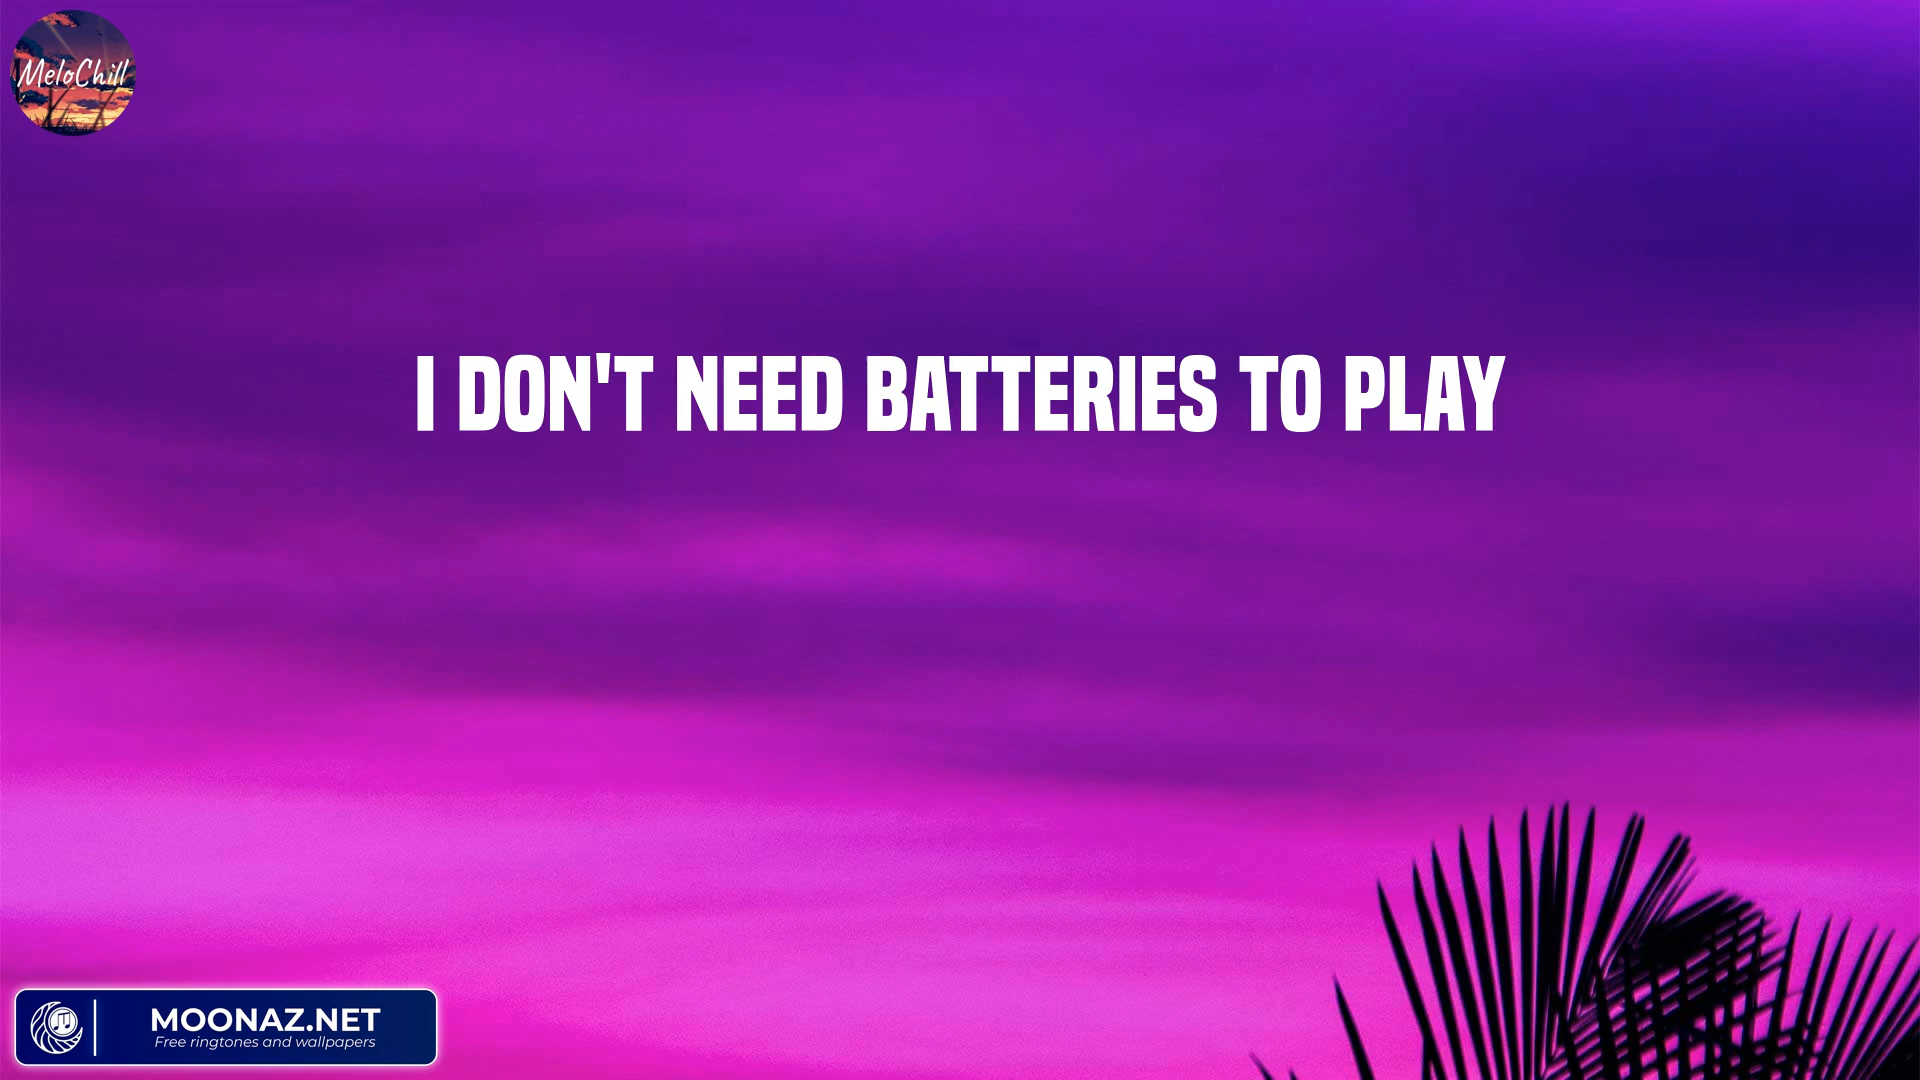 MeloChill
I DON'T NEED BATTERIES TO PLAY
MOONAZ.NET
Free ringtones and wallpapers